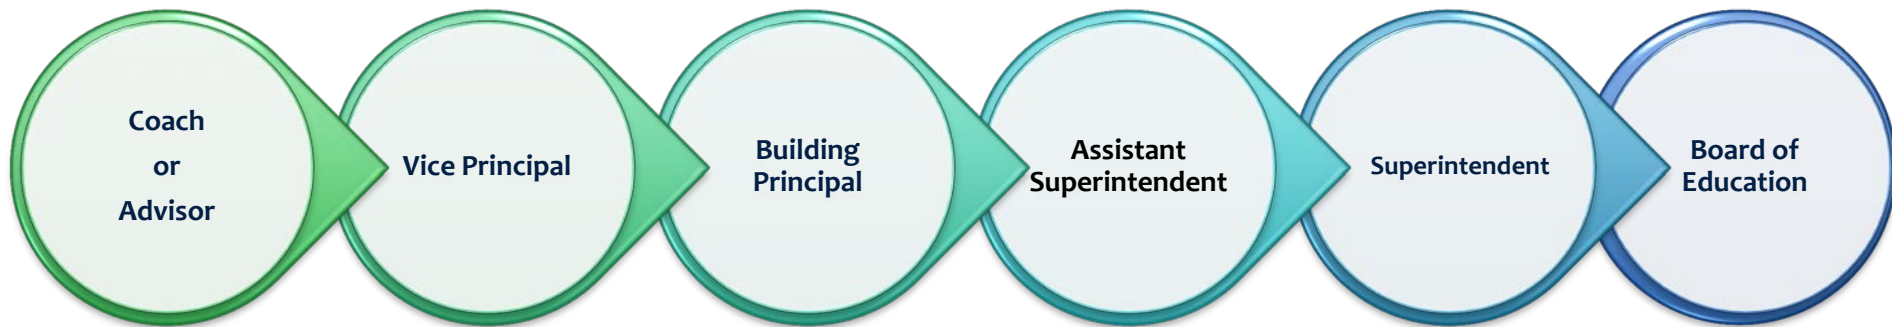 Coach
or
Advisor
Vice Principal
Building
Principal
Assistant
Superintendent
Superintendent
Board of
Education